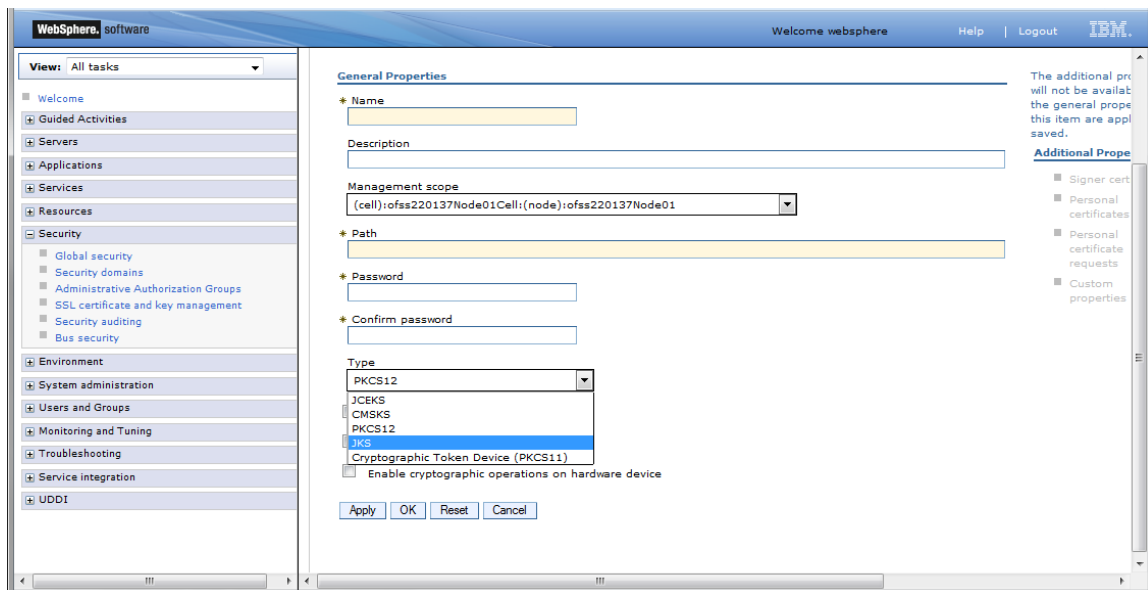 WebSphere. software
Welcome websphere
Help | Logout
IBM.
View: All tasks
Welcome
Guided Activities
Servers
Applications
Services
Resources
Security
Global security
Security domains
Administrative Authorization Groups
SSL certificate and key management
Security auditing
Bus security
Environment
System administration
Users and Groups
Monitoring and Tuning
Troubleshooting
Service integration
UDDI
General Properties
* Name
Description
Management scope
(cell):ofss220137Node01Cell:(node):ofss220137Node01
* Path
* Password
* Confirm password
Type
PKCS12
JCEKS
CMSKS
PKCS12
JKS
Cryptographic Token Device (PKCS11)
Enable cryptographic operations on hardware device
Apply
OK
Reset
Cancel
The additional pro
will not be availab
the general prope
this item are appl
saved.
Additional Prope
Signer cert
Personal
certificates
Personal
certificate
requests
Custom
properties